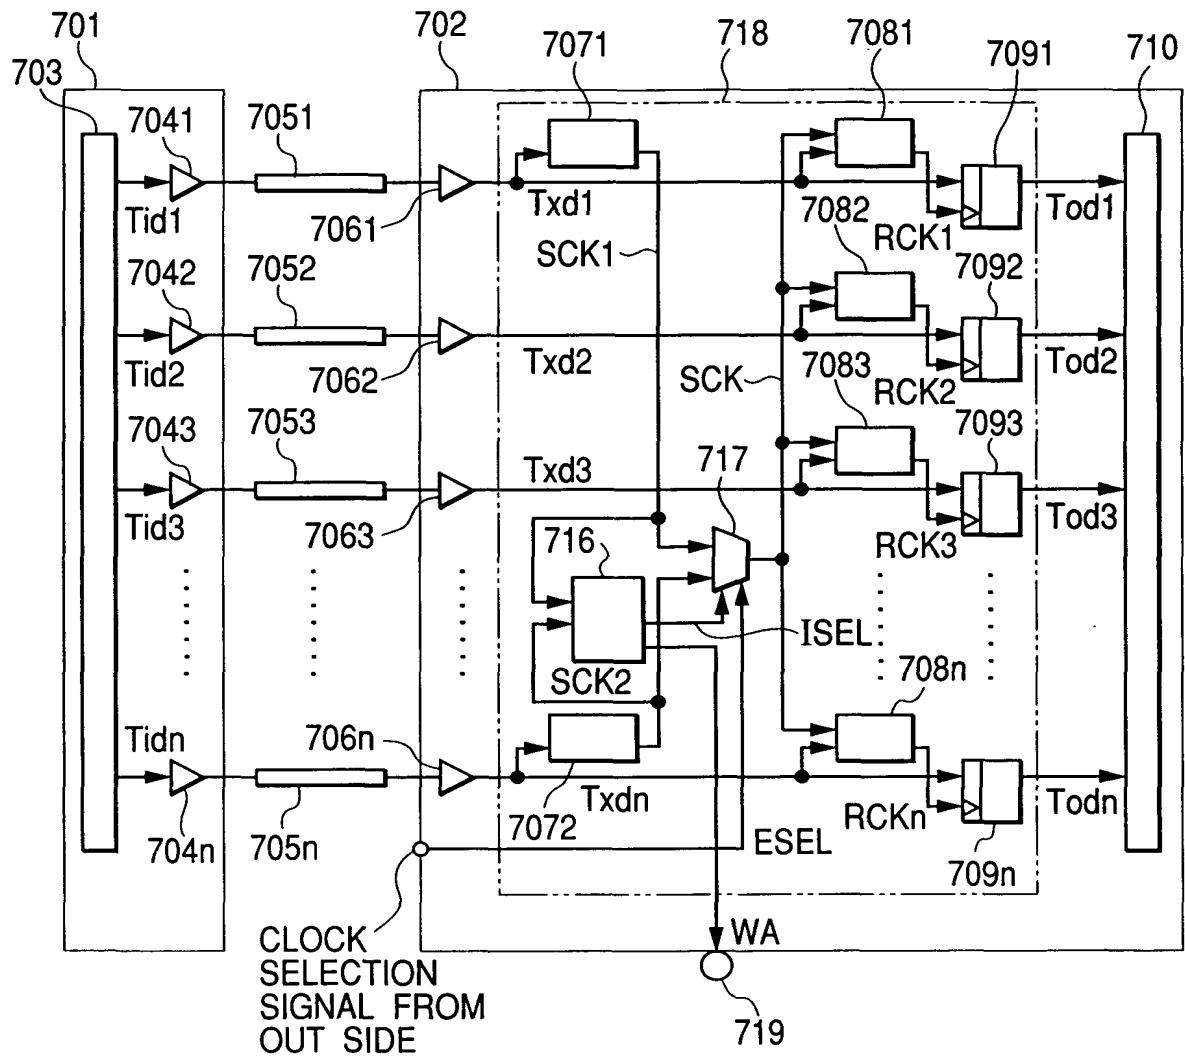 701
702
7071
718
7081
7091
710
703
7041
7051
Tid1
7061
Txd1
SCK1
7082
RCK1
Tod1
7042
7052
7092
Tid2
7062
Txd2
SCK
7083
RCK2
Tod2
7043
7053
7093
Txd3
717
Tid3
7063
716
RCK3
Tod3
ISEL
SCK2
708n
Tidn
706n
704n
705n
7072
Txdn
ESEL
RCKn
Todn
709n
CLOCK
SELECTION
SIGNAL FROM
OUT SIDE
WA
719